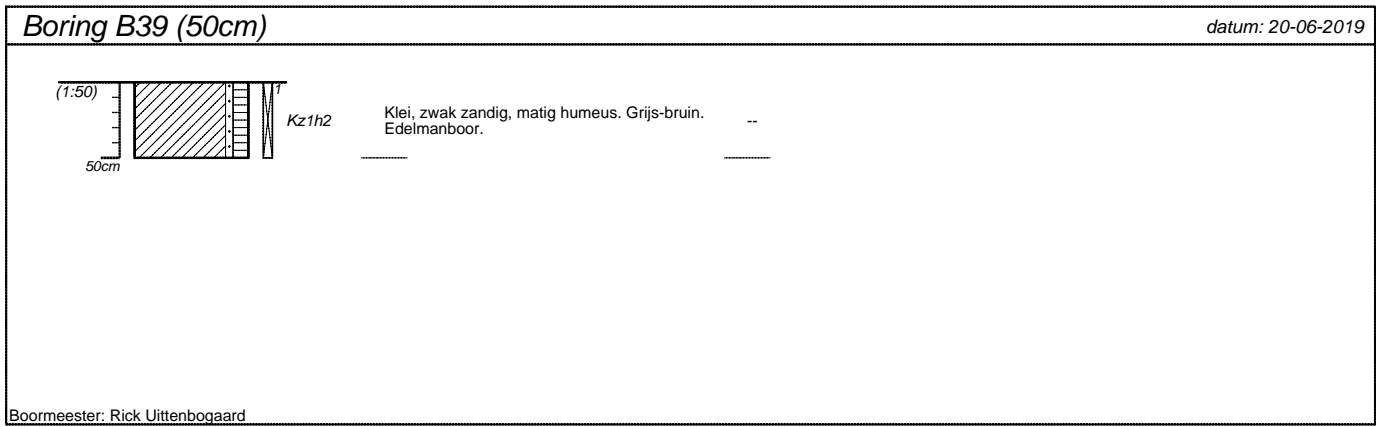 Boring B39 (50cm)
datum: 20-06-2019
(1:50)
1
Kz1h2
Klei, zwak zandig, matig humeus. Grijs-bruin.
Edelmanboor.
--
50cm
Boormeester: Rick Uittenbogaard